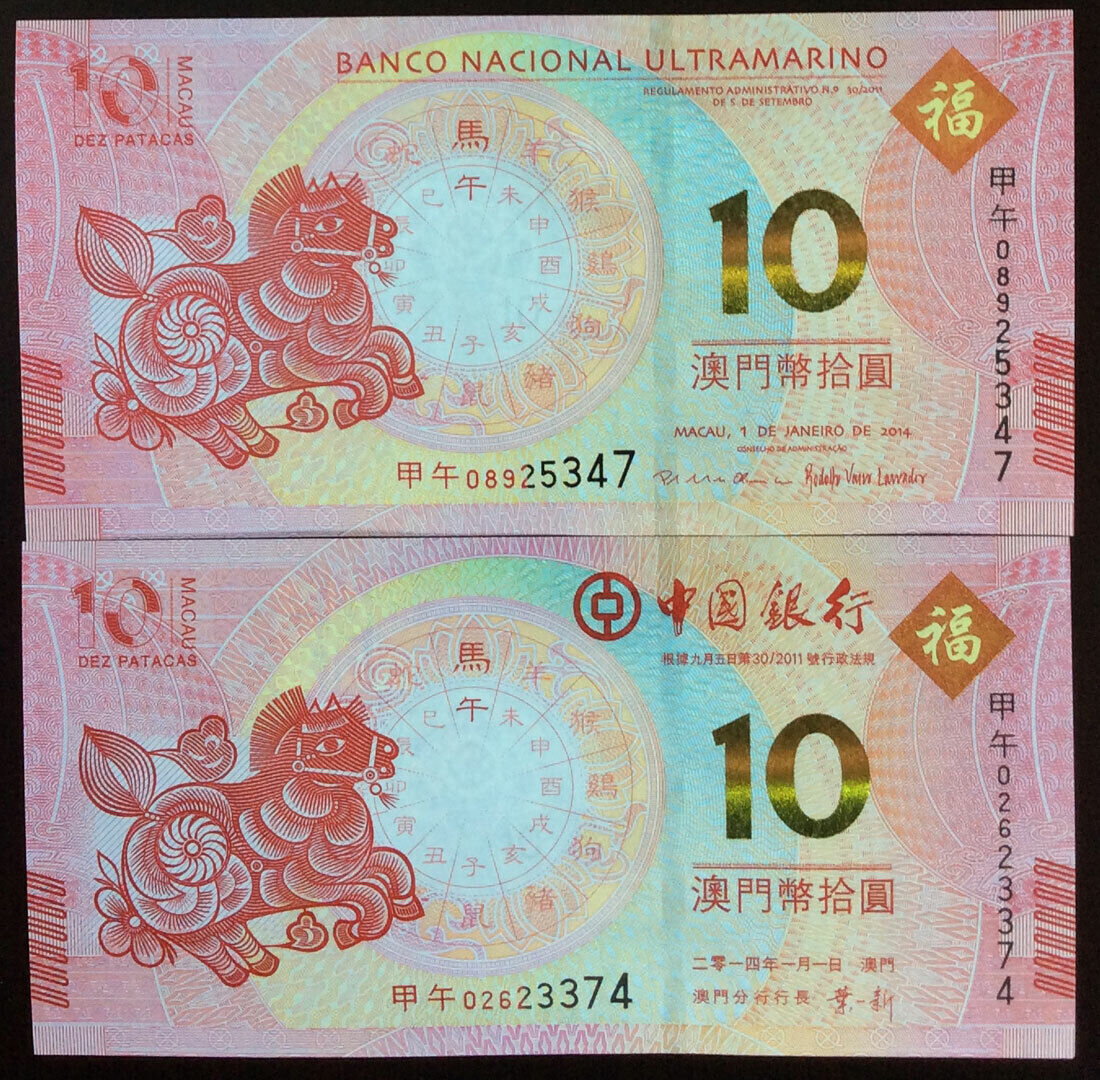 10
MACAU
DEZ PATACAS
BANCO NACIONAL ULTRAMARINO
REGULAMENTO ADMINISTRATIVO N.º 30/2011
DE 5 DE SETEMBRO
福
馬
羊
猴
鷄
狗
豬
鼠
蛇
午
未
申
酉
戌
亥
子
丑
寅
卯
辰
巳
10
澳門幣拾圓
MACAU, 1 DE JANEIRO DE 2014
CONSELHO DE ADMINISTRAÇÃO
甲午08925347
甲午08925347
10
MACAU
DEZ PATACAS
中國銀行
根據九月五日第30/2011 號行政法規
福
馬
羊
猴
鷄
狗
豬
鼠
蛇
午
未
申
酉
戌
亥
子
丑
寅
卯
辰
巳
10
澳門幣拾圓
二零一四年一月一日 澳門
澳門分行行長 葉一新
甲午02623374
甲午02623374